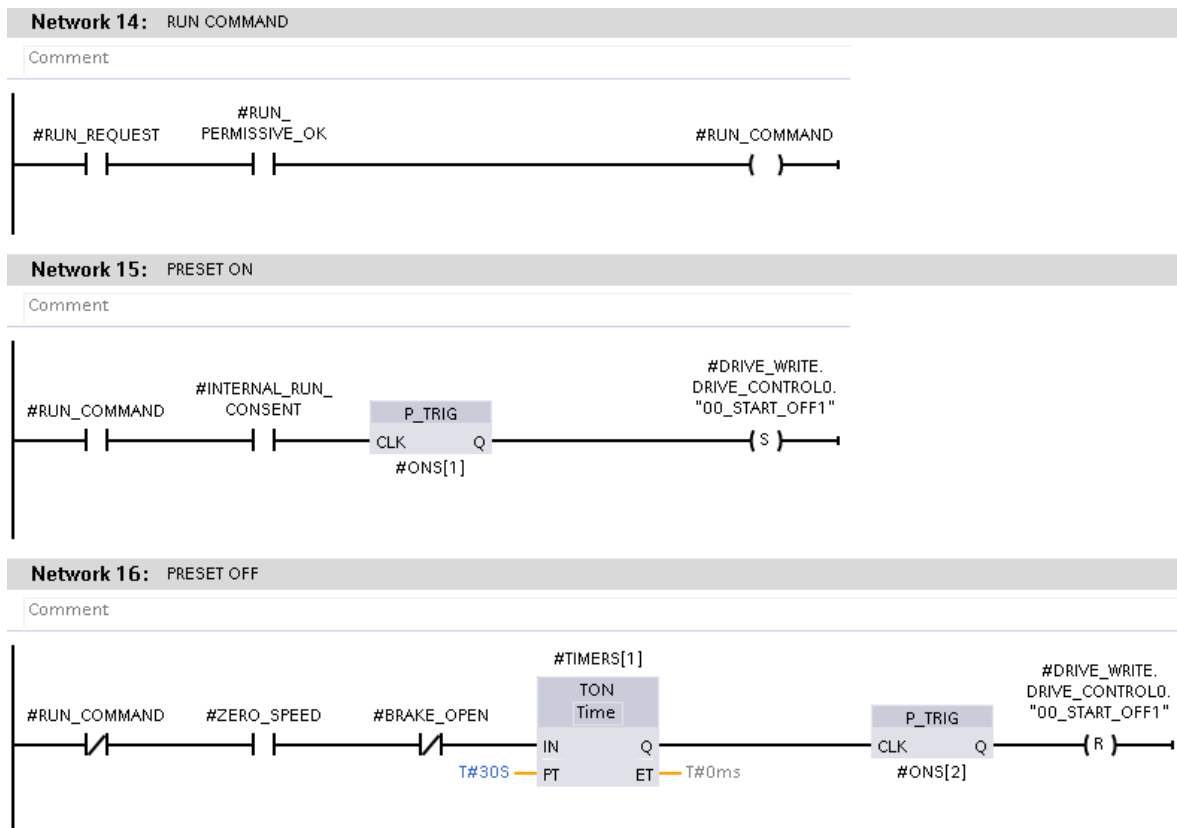 Network 14: RUN COMMAND
Comment
#RUN_REQUEST
#RUN_
PERMISSIVE_OK
#RUN_COMMAND
Network 15: PRESET ON
Comment
#RUN_COMMAND
#INTERNAL_RUN_
CONSENT
P_TRIG
CLK Q
#ONS[1]
#DRIVE_WRITE.
DRIVE_CONTROL0.
"00_START_OFF1"
S
Network 16: PRESET OFF
Comment
#RUN_COMMAND
#ZERO_SPEED
#BRAKE_OPEN
#TIMERS[1]
TON
Time
IN Q
T#30S PT ET T#0ms
P_TRIG
CLK Q
#ONS[2]
#DRIVE_WRITE.
DRIVE_CONTROL0.
"00_START_OFF1"
R